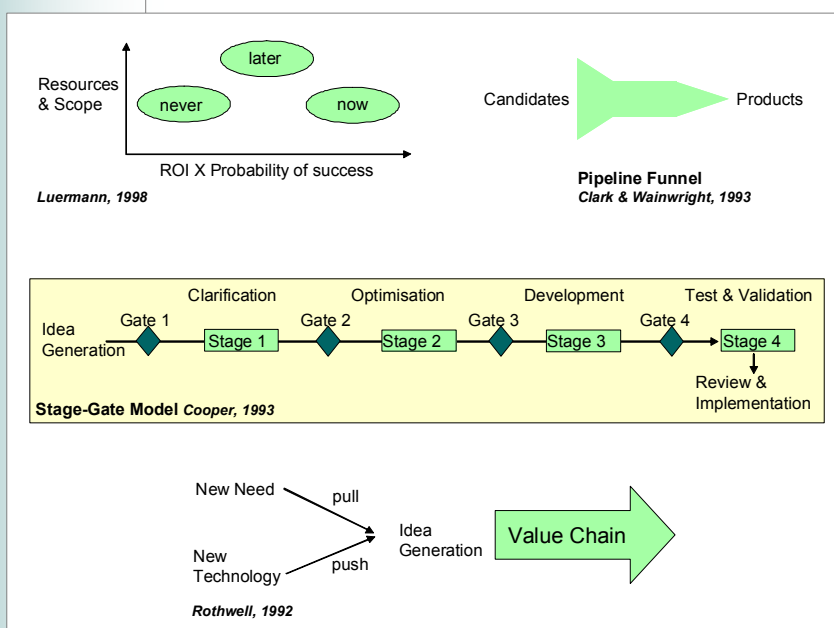 later
Resources
& Scope
never
now
ROI X Probability of success
Luermann, 1998
Candidates
Products
Pipeline Funnel
Clark & Wainwright, 1993
Clarification
Optimisation
Development
Test & Validation
Idea
Generation
Gate 1
Stage 1
Gate 2
Stage 2
Gate 3
Stage 3
Gate 4
Stage 4
Review &
Implementation
Stage-Gate Model Cooper, 1993
New Need
pull
Idea
Generation
Value Chain
New
Technology
push
Rothwell, 1992